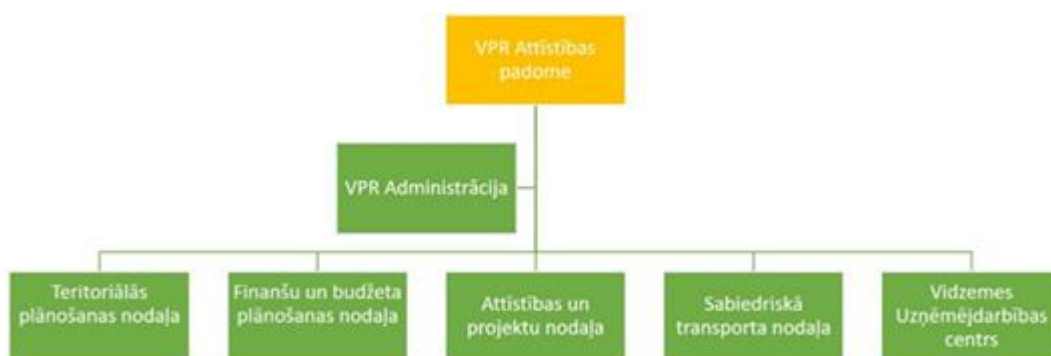 VPR Attīstības
padome
VPR Administrācija
Teritoriālās
plānošanas nodaļa
Finanšu un budžeta
plānošanas nodaļa
Attīstības un
projektu nodaļa
Sabiedriskā
transporta nodaļa
Vidzemes
Uzņēmējdarbības
centrs